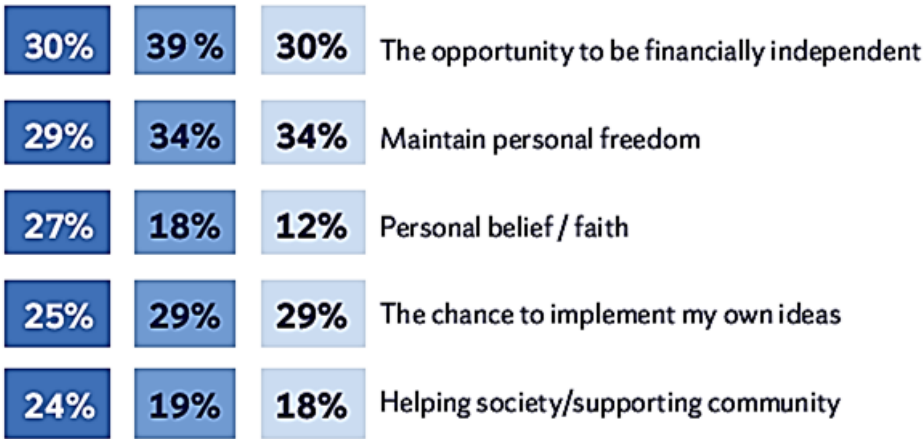 30% 39 % 30% The opportunity to be financially independent
29% 34% 34% Maintain personal freedom
27% 18% 12% Personal belief / faith
25% 29% 29% The chance to implement my own ideas
24% 19% 18% Helping society/supporting community